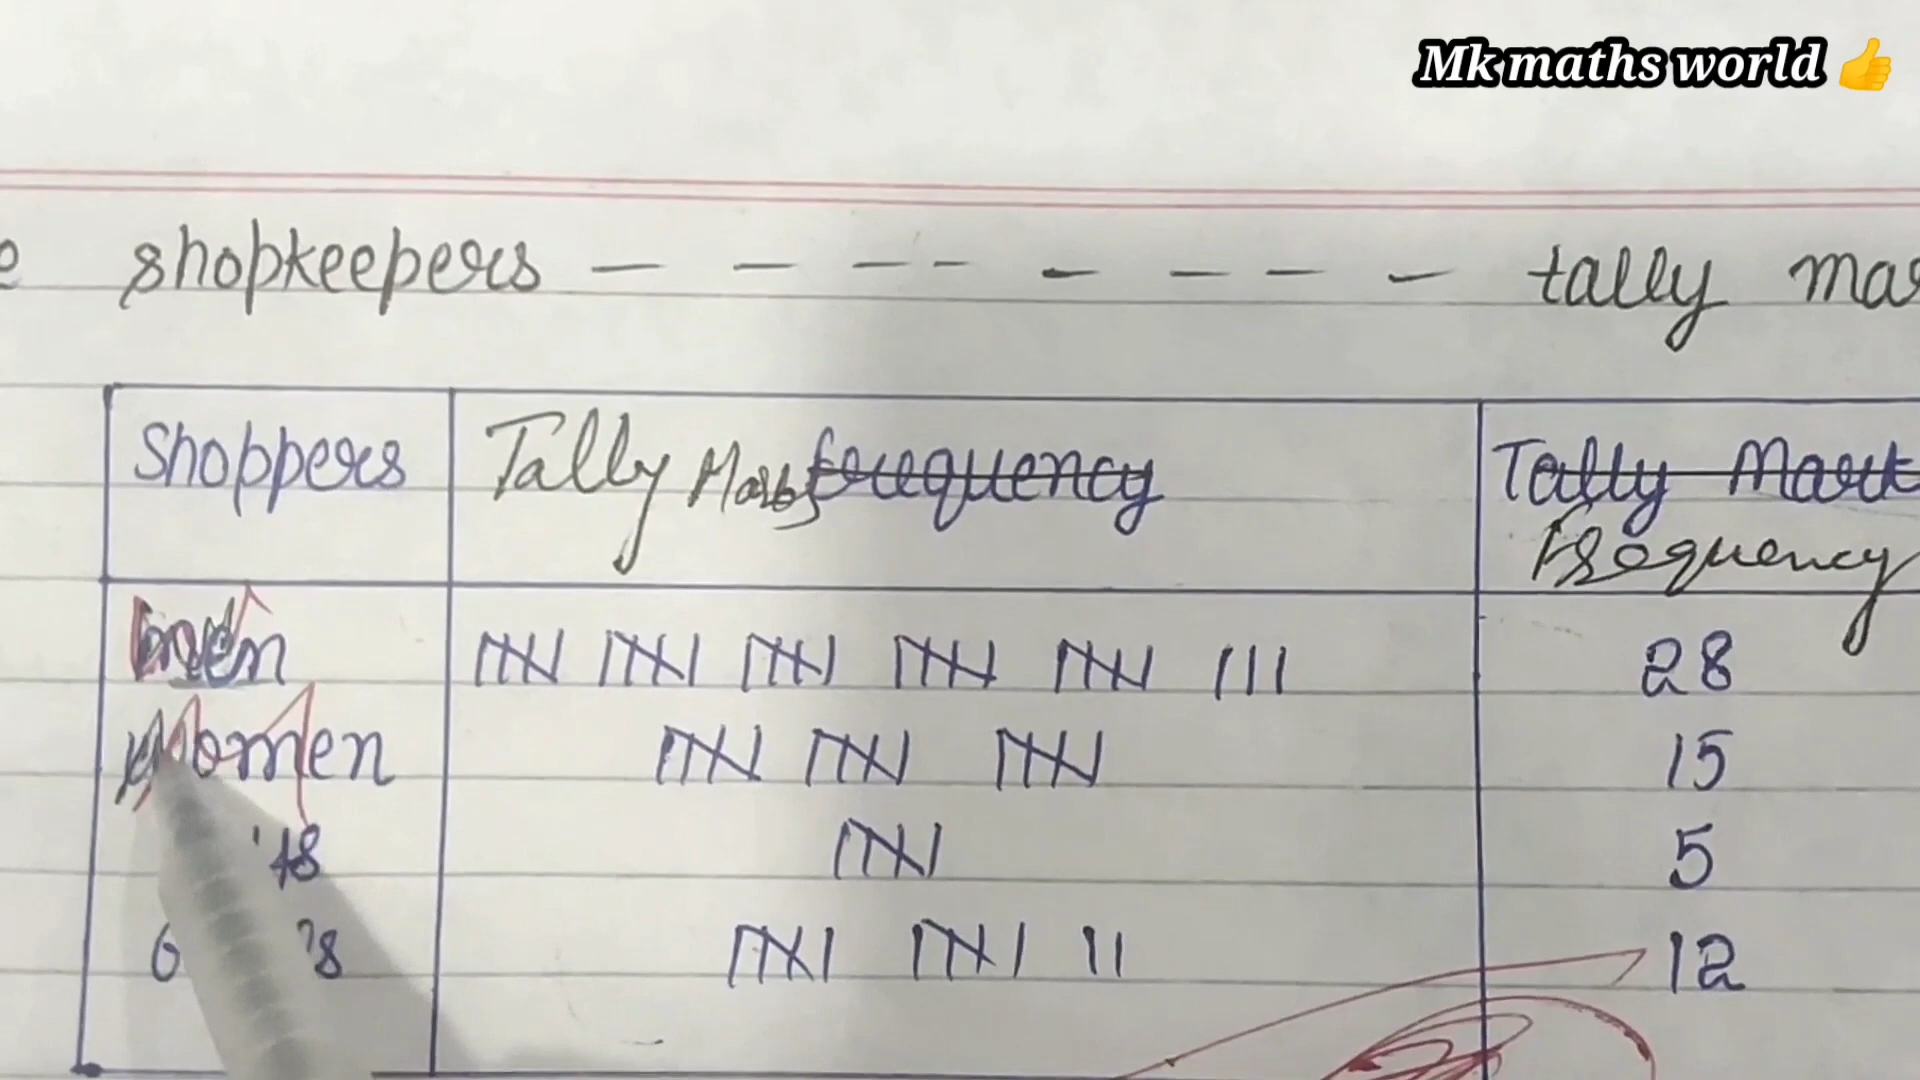 Mk maths world 👍
e shopkeepers — — — – — — — — tally mar
Shoppers Tally Marks frequency Tally Mark
Frequency
men 28
women 15
5
12